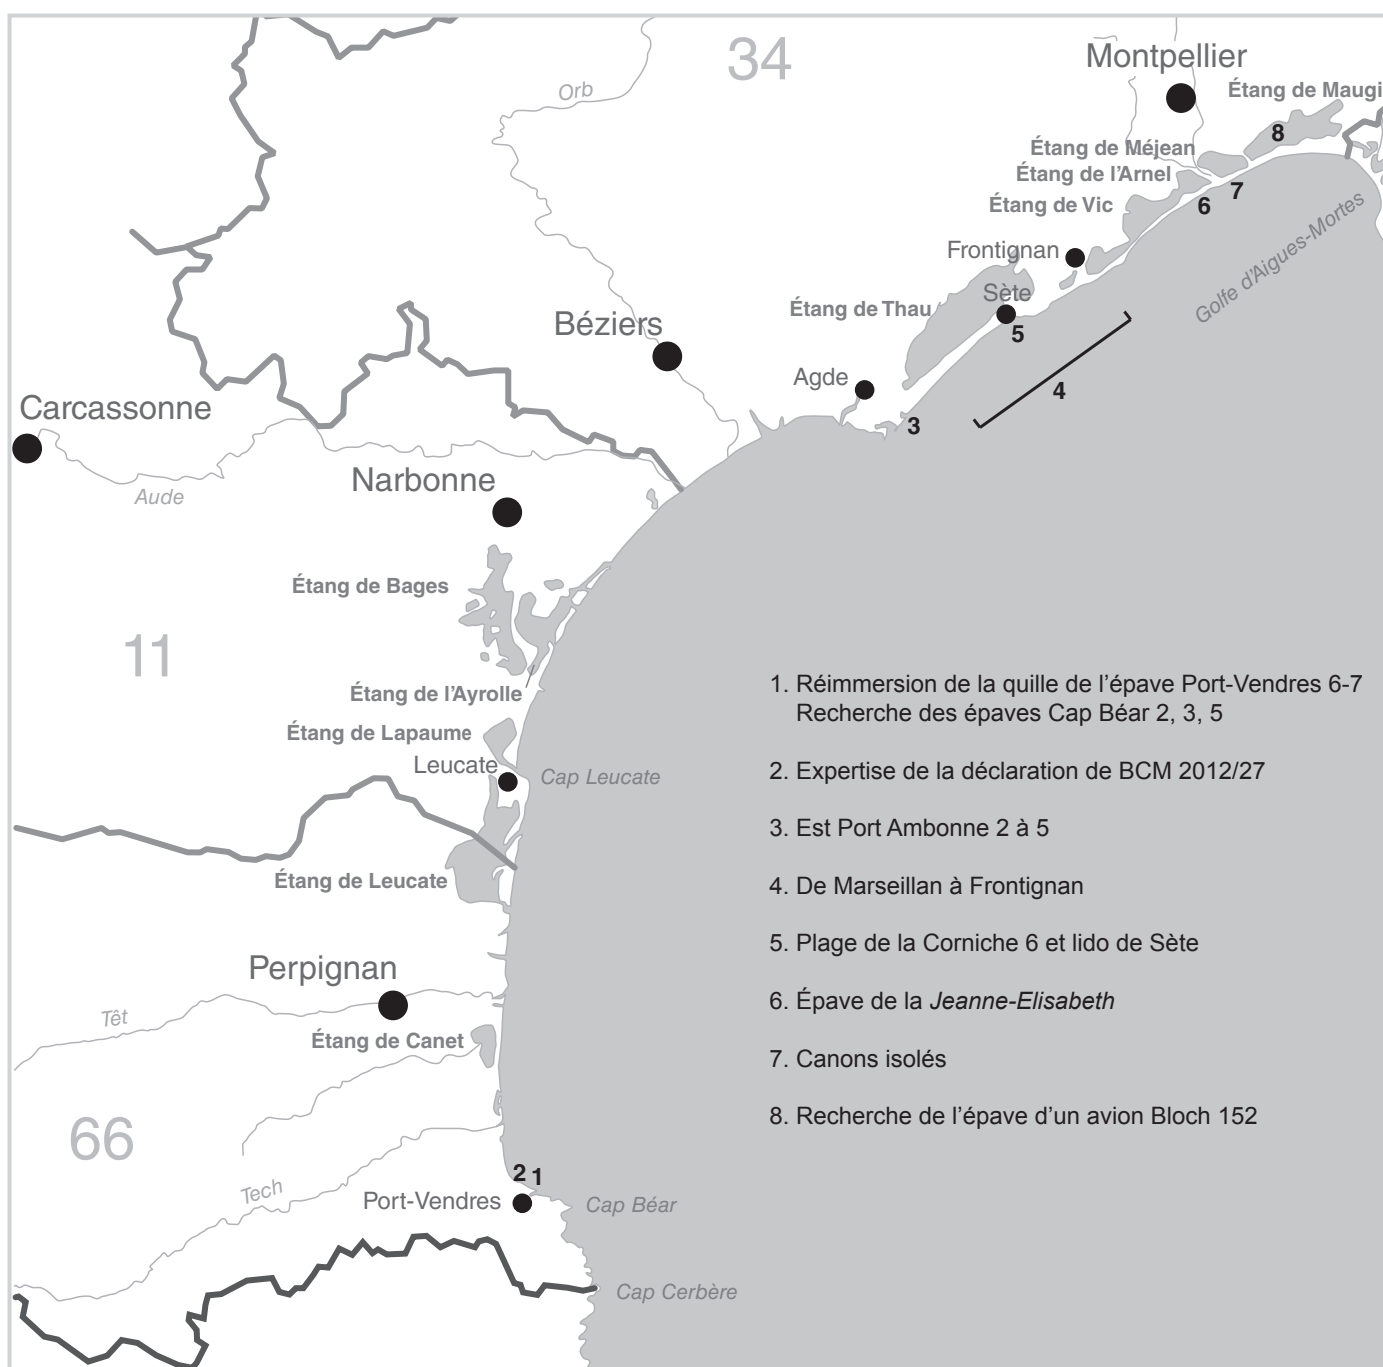 34
Montpellier
Orb
Étang de Maugi
8
Étang de Méjean
Étang de l'Arnel
7
Étang de Vic
6
Golfe d'Aigues-Mortes
Frontignan
Sète
Étang de Thau
5
Béziers
Agde
4
3
Carcassonne
Aude
Narbonne
Étang de Bages
11
Étang de l'Ayrolle
Étang de Lapaume
Leucate
Cap Leucate
Étang de Leucate
Perpignan
Têt
Étang de Canet
66
Tech
2 1
Port-Vendres
Cap Béar
Cap Cerbère
1. Réimmersion de la quille de l'épave Port-Vendres 6-7
Recherche des épaves Cap Béar 2, 3, 5
2. Expertise de la déclaration de BCM 2012/27
3. Est Port Ambonne 2 à 5
4. De Marseillan à Frontignan
5. Plage de la Corniche 6 et lido de Sète
6. Épave de la Jeanne-Elisabeth
7. Canons isolés
8. Recherche de l'épave d'un avion Bloch 152